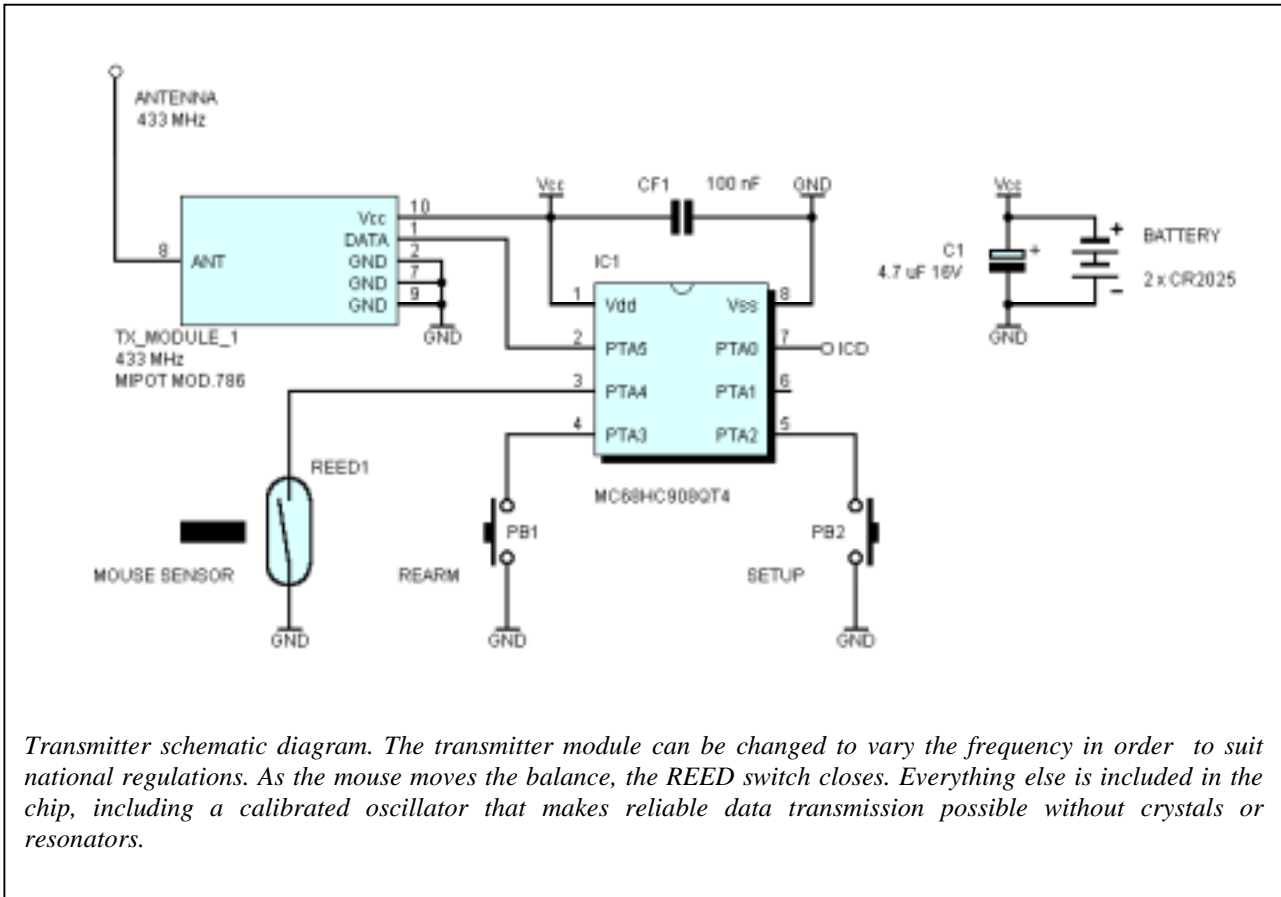 ANTENNA
433 MHz
Vcc
CF1
100 nF
GND
Vcc
8
ANT
Vcc
10
DATA
1
GND
2
GND
7
GND
9
GND
TX_MODULE_1
433 MHz
MIPOT MOD.786
IC1
1
Vdd
Vss
8
2
PTA5
PTA0
7
ICD
3
PTA4
PTA1
6
4
PTA3
PTA2
5
MC68HC908QT4
C1
4.7 uF 16V
+
+
BATTERY
2 x CR2025
−
GND
REED1
MOUSE SENSOR
GND
PB1
REARM
GND
PB2
SETUP
GND
Transmitter schematic diagram. The transmitter module can be changed to vary the frequency in order to suit
national regulations. As the mouse moves the balance, the REED switch closes. Everything else is included in the
chip, including a calibrated oscillator that makes reliable data transmission possible without crystals or
resonators.